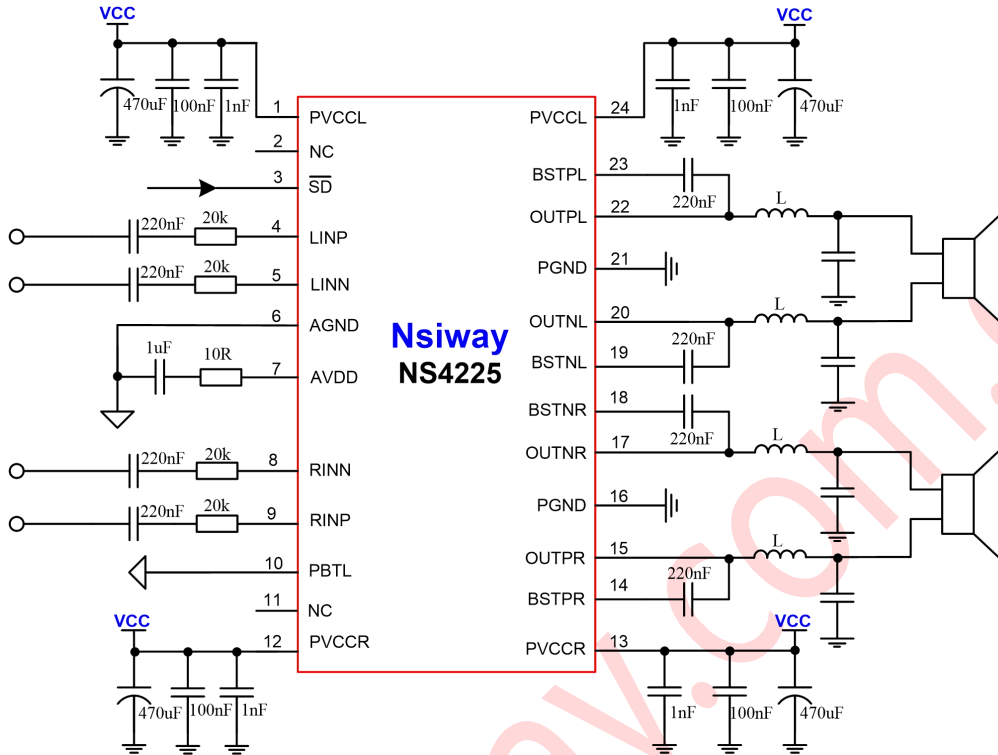 VCC
470uF
100nF
1nF
1
PVCCL
2
NC
3
SD
220nF
20k
4
LINP
220nF
20k
5
LINN
6
AGND
1uF
10R
7
AVDD
220nF
20k
8
RINN
220nF
20k
9
RINP
10
PBTL
11
NC
VCC
12
PVCCR
470uF
100nF
1nF
Nsiway
NS4225
VCC
1nF
100nF
470uF
24
PVCCL
23
BSTPL
220nF
22
OUTPL
L
21
PGND
20
OUTNL
L
220nF
19
BSTNL
18
BSTNR
220nF
17
OUTNR
L
16
PGND
15
OUTPR
L
220nF
14
BSTPR
VCC
13
PVCCR
1nF
100nF
470uF